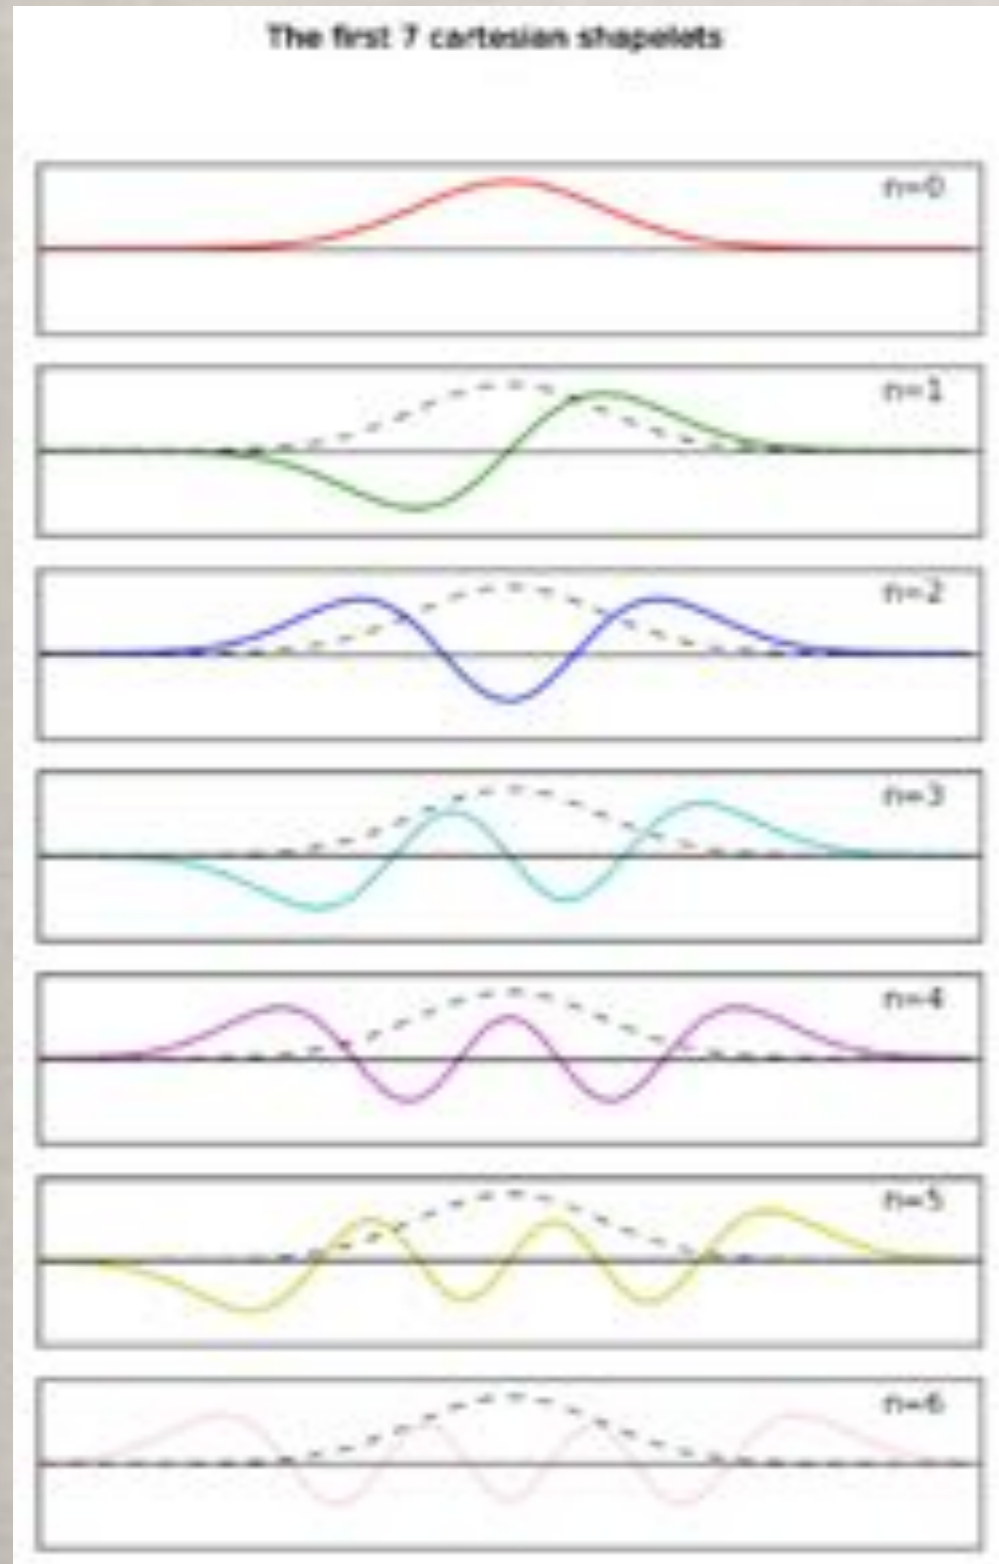 The first 7 cartesian shapelets
n=0
n=1
n=2
n=3
n=4
n=5
n=6